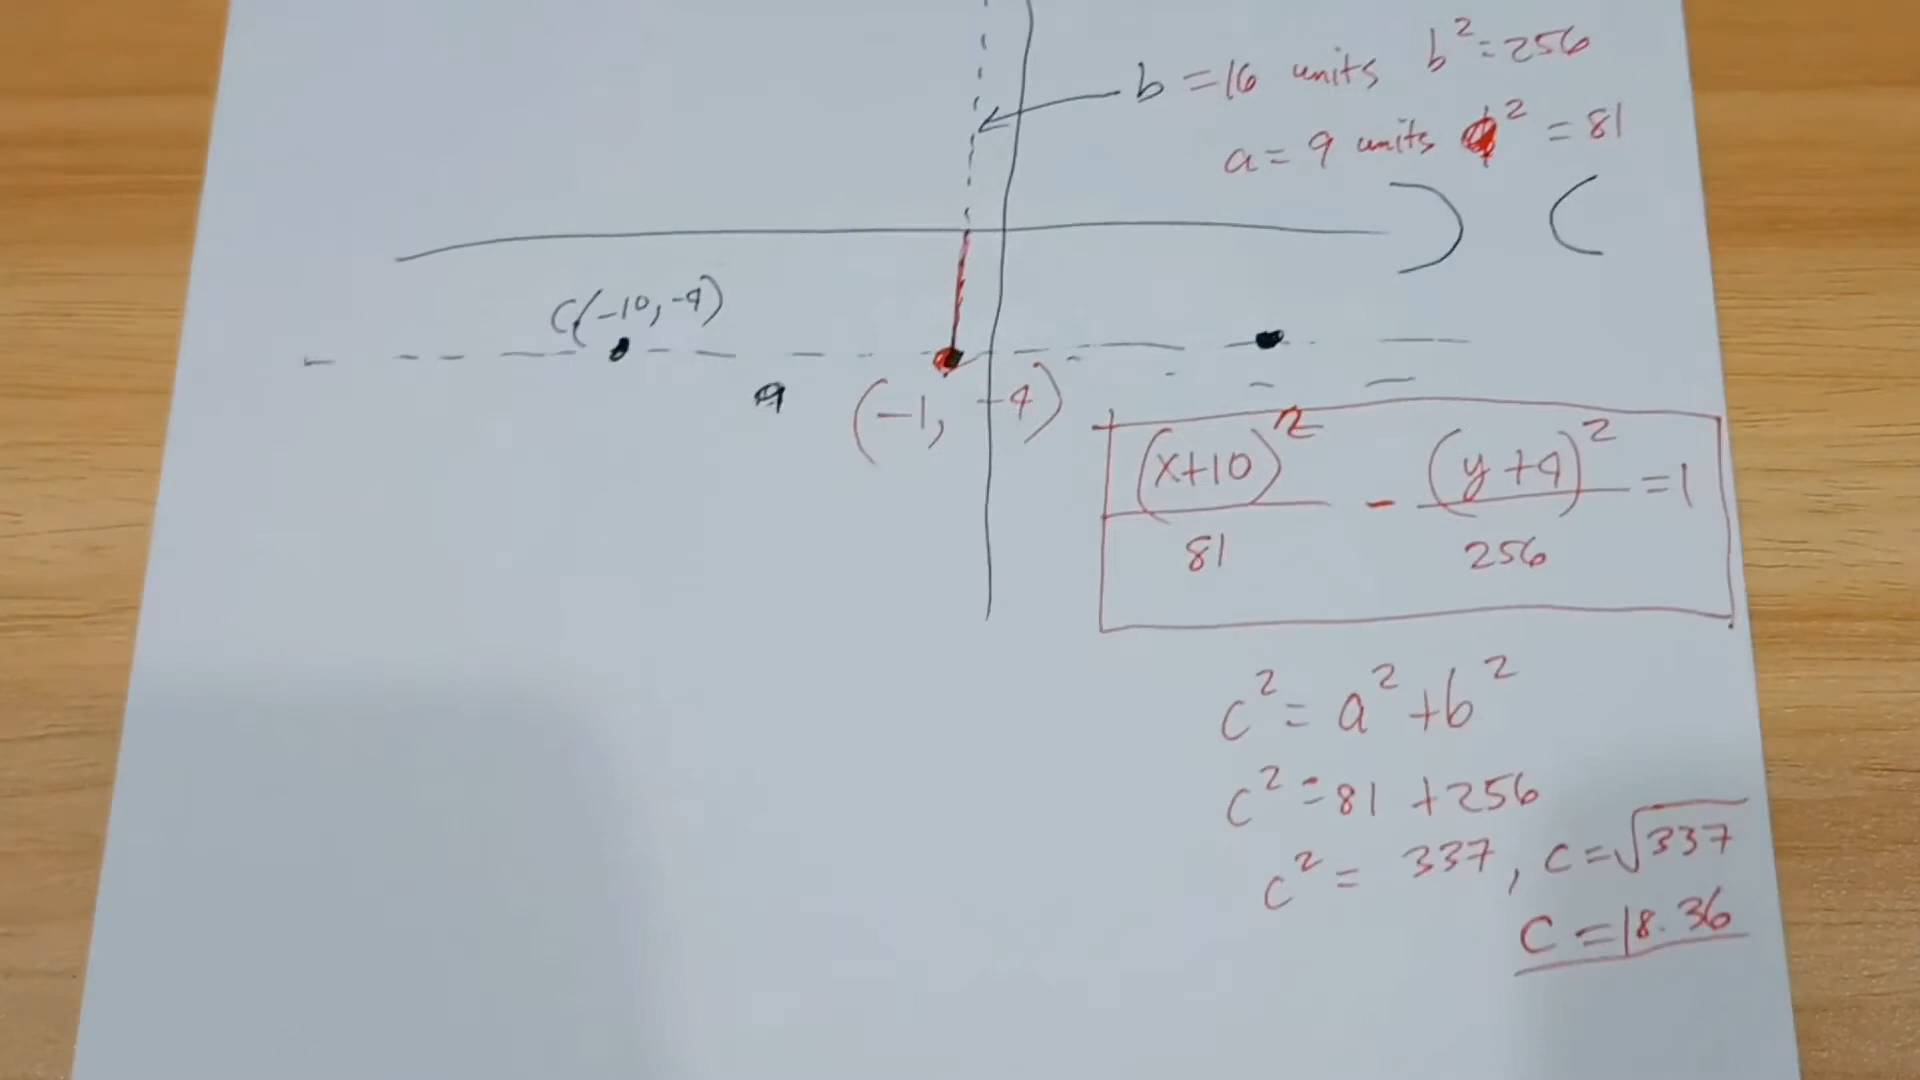 b = 16 units b² = 256
a = 9 units ² = 81
C(-10, -4)
9
(-1, -4)
(x+10)² / 81 - (y+4)² / 256 = 1
c² = a² + b²
c² = 81 + 256
c² = 337, c = √337
c = 18.36